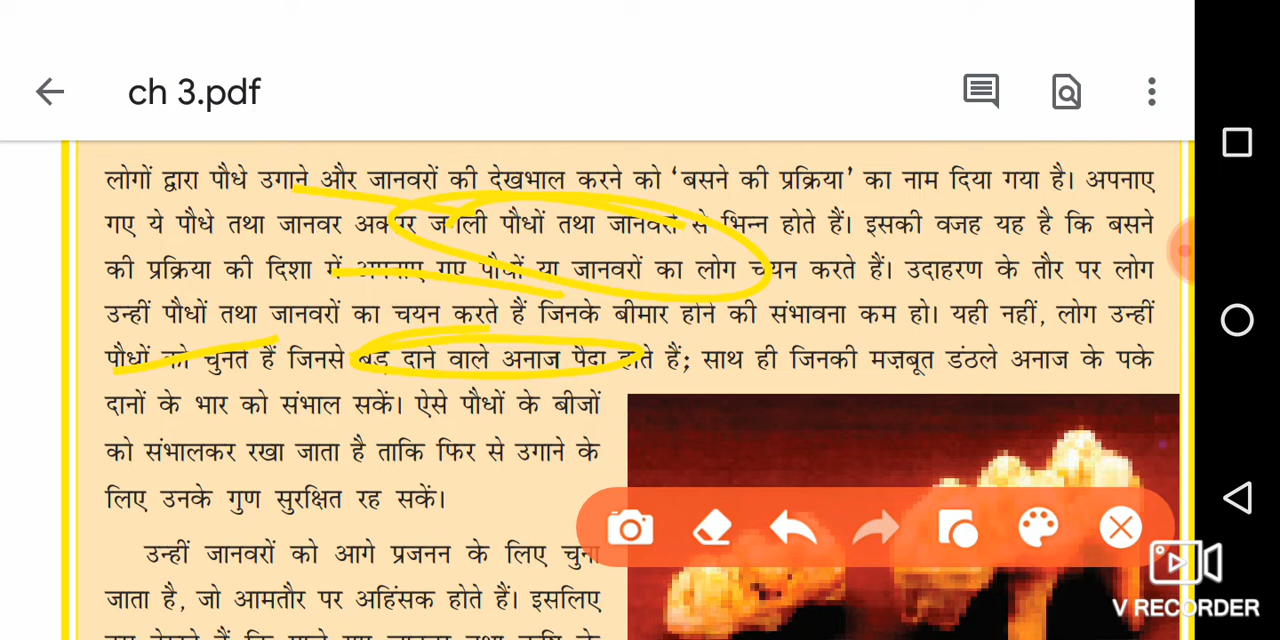 ch 3.pdf
लोगों द्वारा पौधे उगाने और जानवरों की देखभाल करने को ‘बसने की प्रक्रिया’ का नाम दिया गया है। अपनाए
गए ये पौधे तथा जानवर अक्सर जंगली पौधों तथा जानवरों से भिन्न होते हैं। इसकी वजह यह है कि बसने
की प्रक्रिया की दिशा में अपनाए गए पौधों या जानवरों का लोग चयन करते हैं। उदाहरण के तौर पर लोग
उन्हीं पौधों तथा जानवरों का चयन करते हैं जिनके बीमार होने की संभावना कम हो। यही नहीं, लोग उन्हीं
पौधों को चुनते हैं जिनसे बड़े दाने वाले अनाज पैदा होते हैं; साथ ही जिनकी मज़बूत डंठले अनाज के पके
दानों के भार को संभाल सकें। ऐसे पौधों के बीजों
को संभालकर रखा जाता है ताकि फिर से उगाने के
लिए उनके गुण सुरक्षित रह सकें।
उन्हीं जानवरों को आगे प्रजनन के लिए चुना
जाता है, जो आमतौर पर अहिंसक होते हैं। इसलिए
V RECORDER